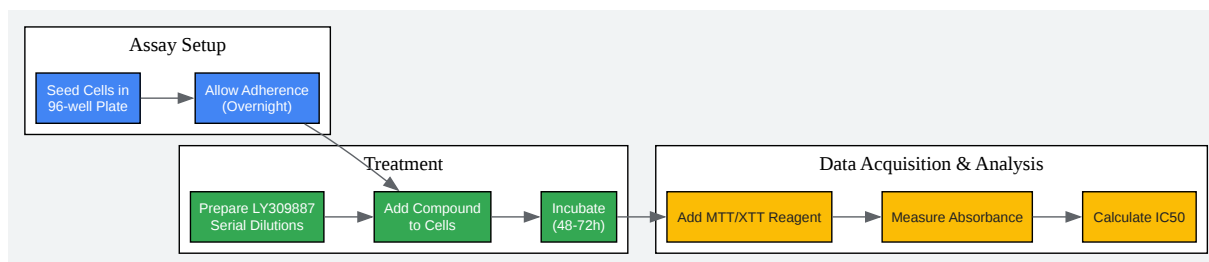 Assay Setup
Seed Cells in
96-well Plate
Allow Adherence
(Overnight)
Treatment
Prepare LY309887
Serial Dilutions
Add Compound
to Cells
Incubate
(48-72h)
Data Acquisition & Analysis
Add MTT/XTT Reagent
Measure Absorbance
Calculate IC50